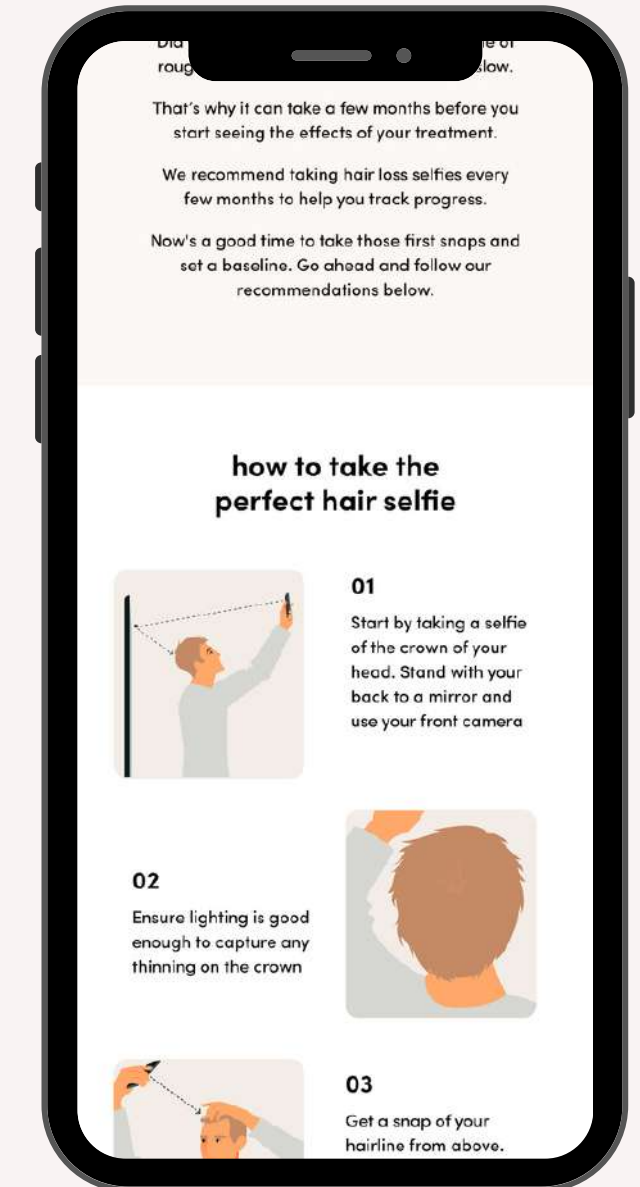 Did
roug slow.
That's why it can take a few months before you
start seeing the effects of your treatment.
We recommend taking hair loss selfies every
few months to help you track progress.
Now's a good time to take those first snaps and
set a baseline. Go ahead and follow our
recommendations below.
how to take the
perfect hair selfie
01
Start by taking a selfie
of the crown of your
head. Stand with your
back to a mirror and
use your front camera
02
Ensure lighting is good
enough to capture any
thinning on the crown
03
Get a snap of your
hairline from above.